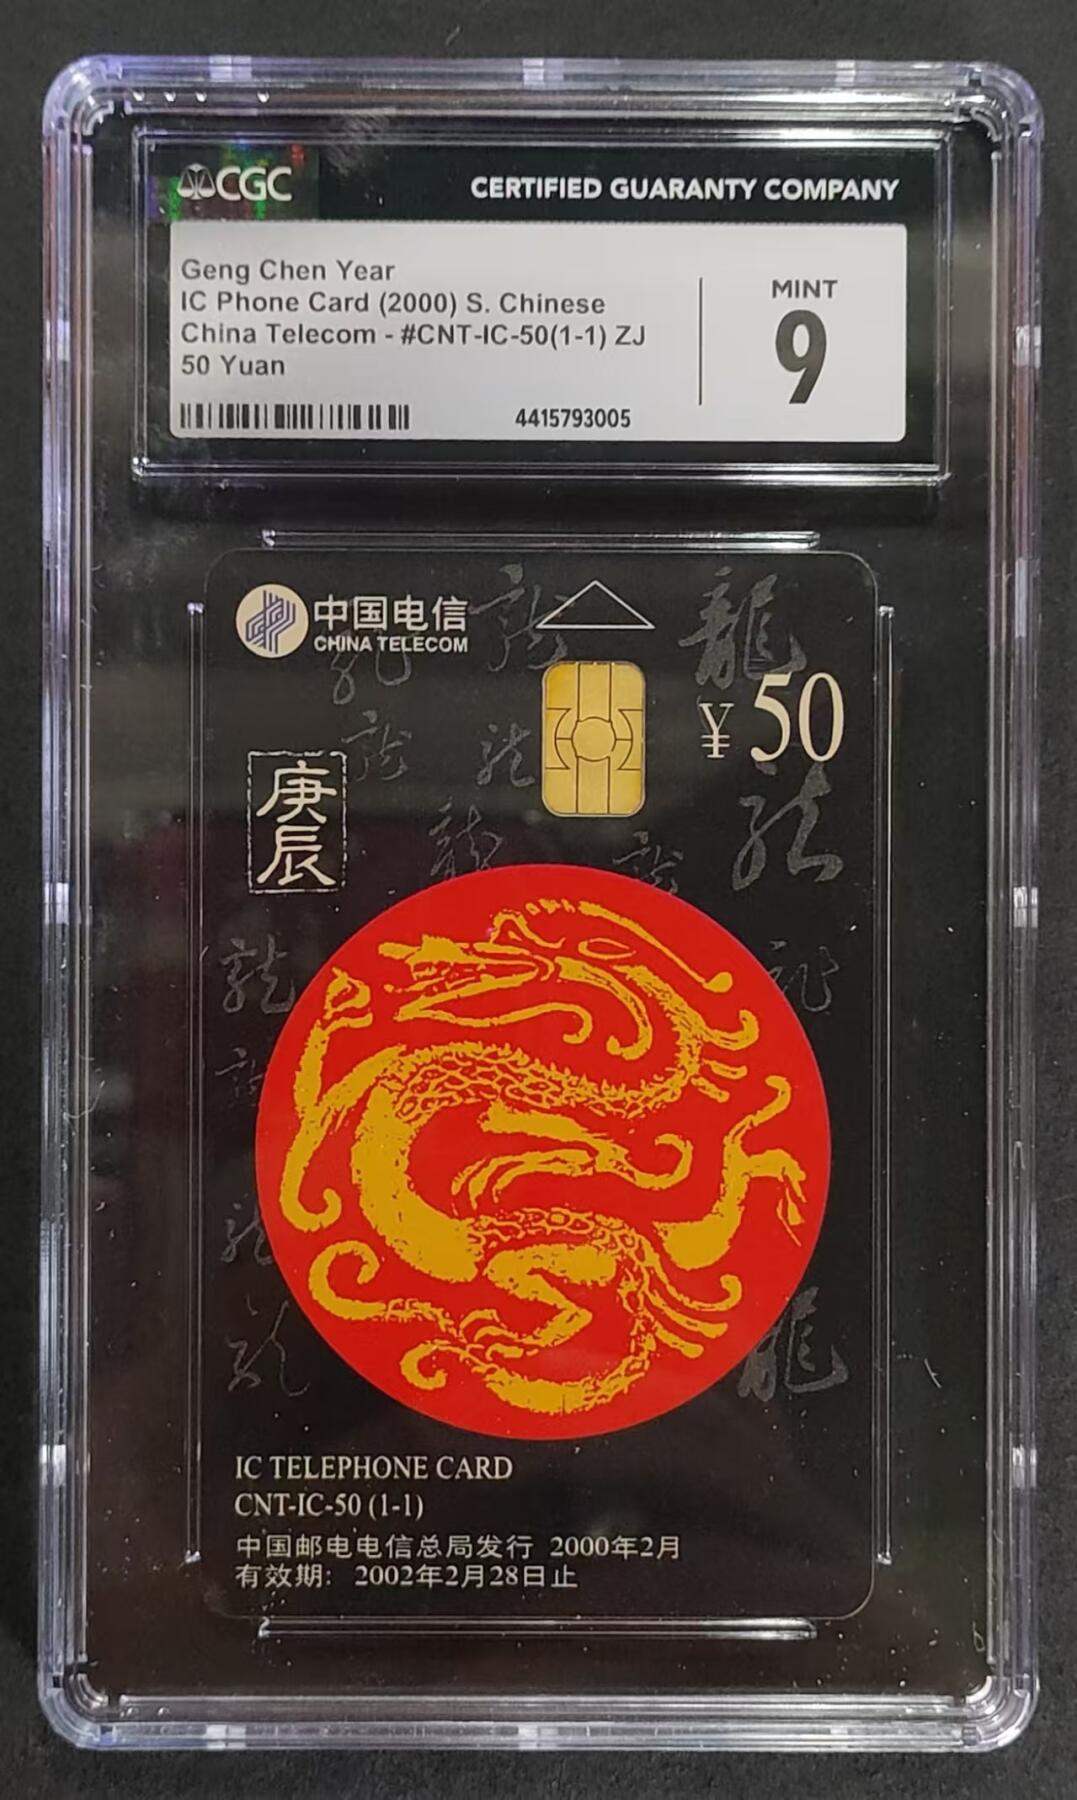 CGC
CERTIFIED GUARANTY COMPANY
Geng Chen Year
IC Phone Card (2000) S. Chinese
China Telecom - #CNT-IC-50(1-1) ZJ
50 Yuan
4415793005
MINT
9
中国电信
CHINA TELECOM
龍
¥50
庚辰
龍
IC TELEPHONE CARD
CNT-IC-50 (1-1)
中国邮电电信总局发行 2000年2月
有效期: 2002年2月28日止